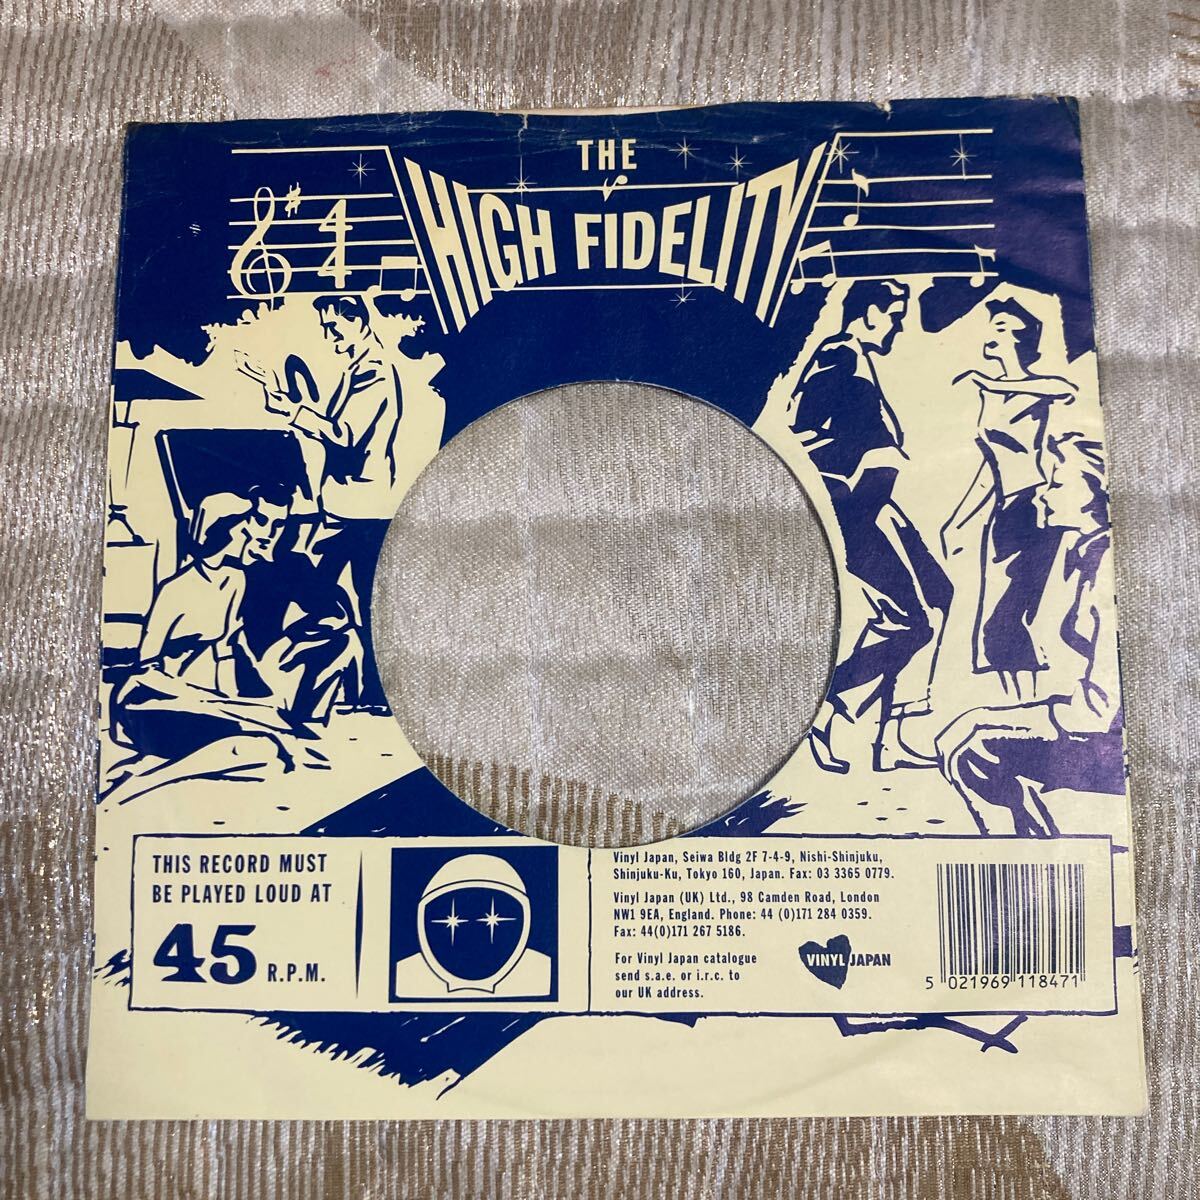 THE
HIGH FIDELITY
4
4
THIS RECORD MUST
BE PLAYED LOUD AT
45 R.P.M.
Vinyl Japan, Seiwa Bldg 2F 7-4-9, Nishi-Shinjuku,
Shinjuku-Ku, Tokyo 160, Japan. Fax: 03 3365 0779.
Vinyl Japan (UK) Ltd., 98 Camden Road, London
NW1 9EA, England. Phone: 44 (0)171 284 0359.
Fax: 44(0)171 267 5186.
For Vinyl Japan catalogue
send s.a.e. or i.r.c. to
our UK address.
VINYL JAPAN
5 021969 118471